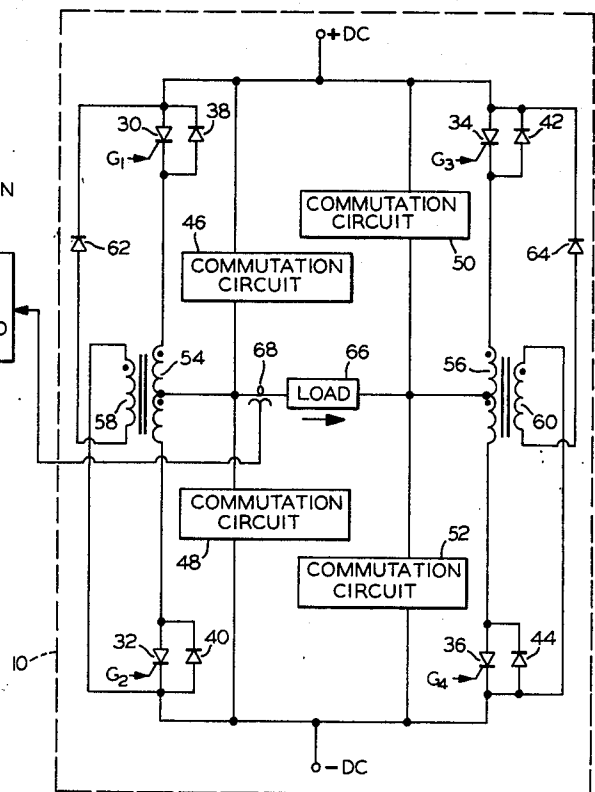 +DC
30
38
34
42
G1
G3
N
46
COMMUTATION
CIRCUIT
50
62
COMMUTATION
CIRCUIT
64
54
68
66
56
LOAD
58
60
COMMUTATION
CIRCUIT
48
52
COMMUTATION
CIRCUIT
32
40
36
44
10
G2
G4
-DC